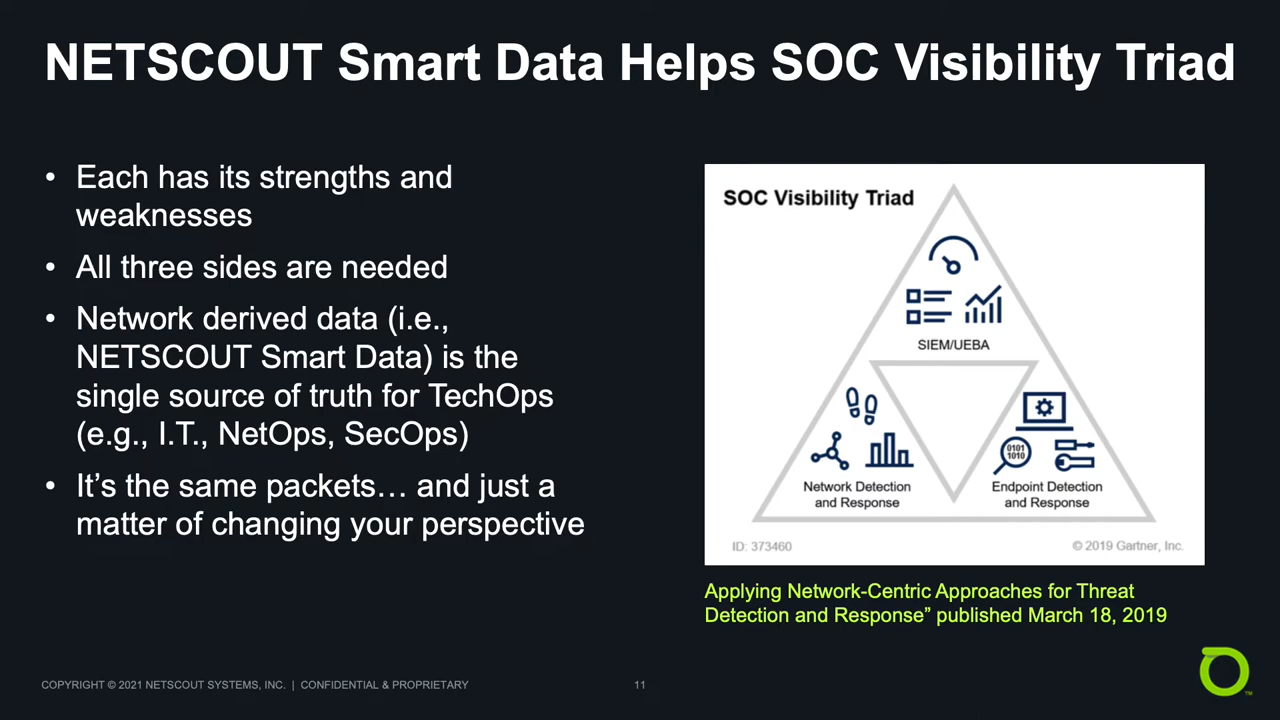 NETSCOUT Smart Data Helps SOC Visibility Triad
• Each has its strengths and
weaknesses
• All three sides are needed
• Network derived data (i.e.,
NETSCOUT Smart Data) is the
single source of truth for TechOps
(e.g., I.T., NetOps, SecOps)
• It’s the same packets… and just a
matter of changing your perspective
SOC Visibility Triad
SIEM/UEBA
Network Detection
and Response
0101
1010
Endpoint Detection
and Response
ID: 373460
© 2019 Gartner, Inc.
Applying Network-Centric Approaches for Threat
Detection and Response” published March 18, 2019
COPYRIGHT © 2021 NETSCOUT SYSTEMS, INC. | CONFIDENTIAL & PROPRIETARY
11
TM